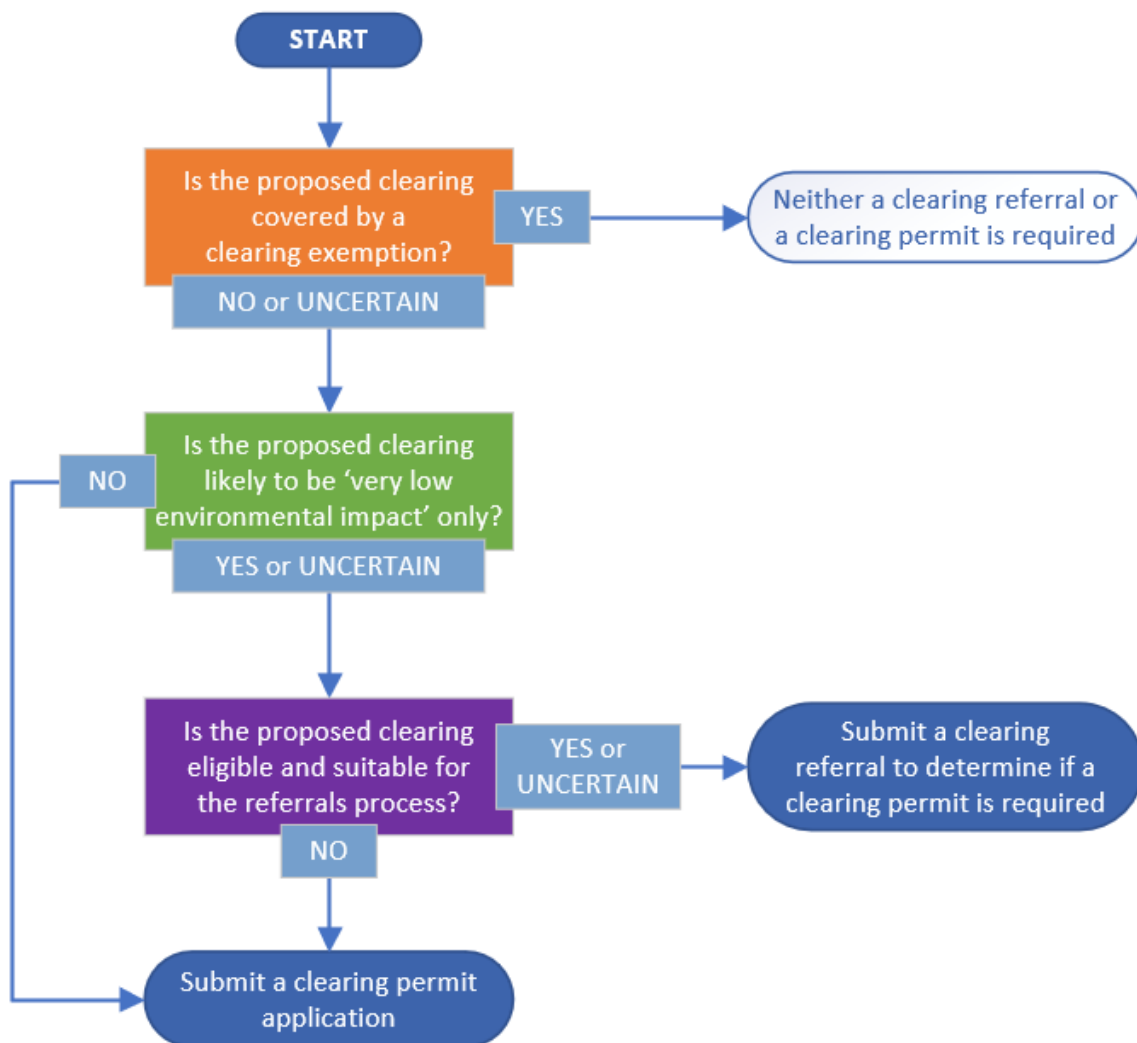 START
Is the proposed clearing
covered by a
clearing exemption?
YES
Neither a clearing referral or
a clearing permit is required
NO or UNCERTAIN
Is the proposed clearing
likely to be ‘very low
environmental impact’ only?
NO
YES or UNCERTAIN
Is the proposed clearing
eligible and suitable for
the referrals process?
YES or
UNCERTAIN
Submit a clearing
referral to determine if a
clearing permit is required
NO
Submit a clearing permit
application